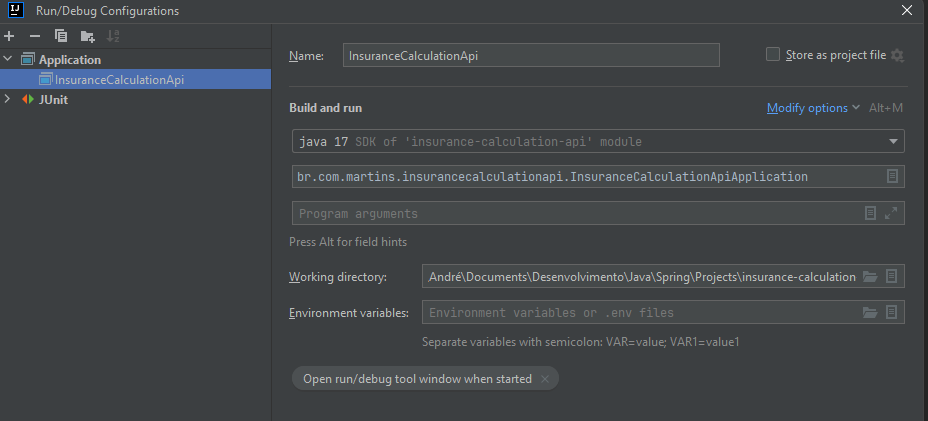 IJ Run/Debug Configurations
Application
InsuranceCalculationApi
JUnit
Name: InsuranceCalculationApi
Store as project file
Build and run
Modify options Alt+M
java 17 SDK of 'insurance-calculation-api' module
br.com.martins.insurancecalculationapi.InsuranceCalculationApiApplication
Program arguments
Press Alt for field hints
Working directory: André\Documents\Desenvolvimento\Java\Spring\Projects\insurance-calculation
Environment variables: Environment variables or .env files
Separate variables with semicolon: VAR=value; VAR1=value1
Open run/debug tool window when started